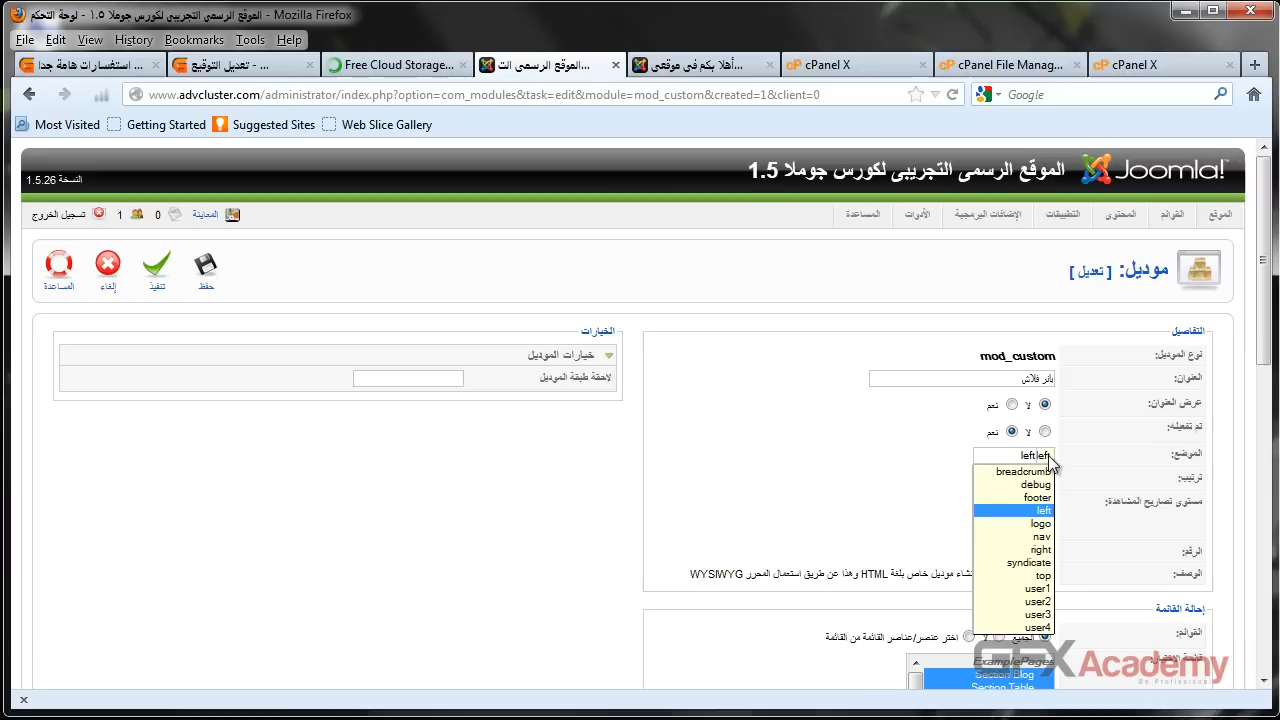 الموقع الرسمى التجريبى لكورس جوملا ١.٥ - لوحة التحكم - Mozilla Firefox
File Edit View History Bookmarks Tools Help
استفسارات هامة جدا ...
تعديل التوقيع - ...
Free Cloud Storage...
الموقع الرسمى الت...
أهلا بكم فى موقعى...
cPanel X
cPanel File Manag...
cPanel X
www.advcluster.com/administrator/index.php?option=com_modules&task=edit&module=mod_custom&created=1&client=0
Google
Most Visited Getting Started Suggested Sites Web Slice Gallery
Joomla!
الموقع الرسمى التجريبى لكورس جوملا 1.5
النسخة 1.5.26
الموقع القوائم المحتوى التطبيقات الإضافات البرمجية الأدوات المساعدة
المعاينة 0 1 تسجيل الخروج
موديل: [ تعديل ]
حفظ تنفيذ إلغاء المساعدة
التفاصيل
نوع الموديل: mod_custom
العنوان: بانر فلاش
عرض العنوان: لا نعم
تم تفعيله: لا نعم
الموضع: leftleft
breadcrumb
debug
footer
left
logo
nav
right
syndicate
top
user1
user2
user3
user4
ترتيب:
مستوى تصاريح المشاهدة:
الرقم:
الوصف: نشاء موديل خاص بلغة HTML وهذا عن طريق استعمال المحرر WYSIWYG
الخيارات
خيارات الموديل
لاحقة طبقة الموديل
إحالة القائمة
القوائم: الجميع لا اختر عنصر/عناصر القائمة من القائمة
قائمة الاختيار:
ExamplePages
Section Blog
Section Table
GFXAcademy
Be Professional